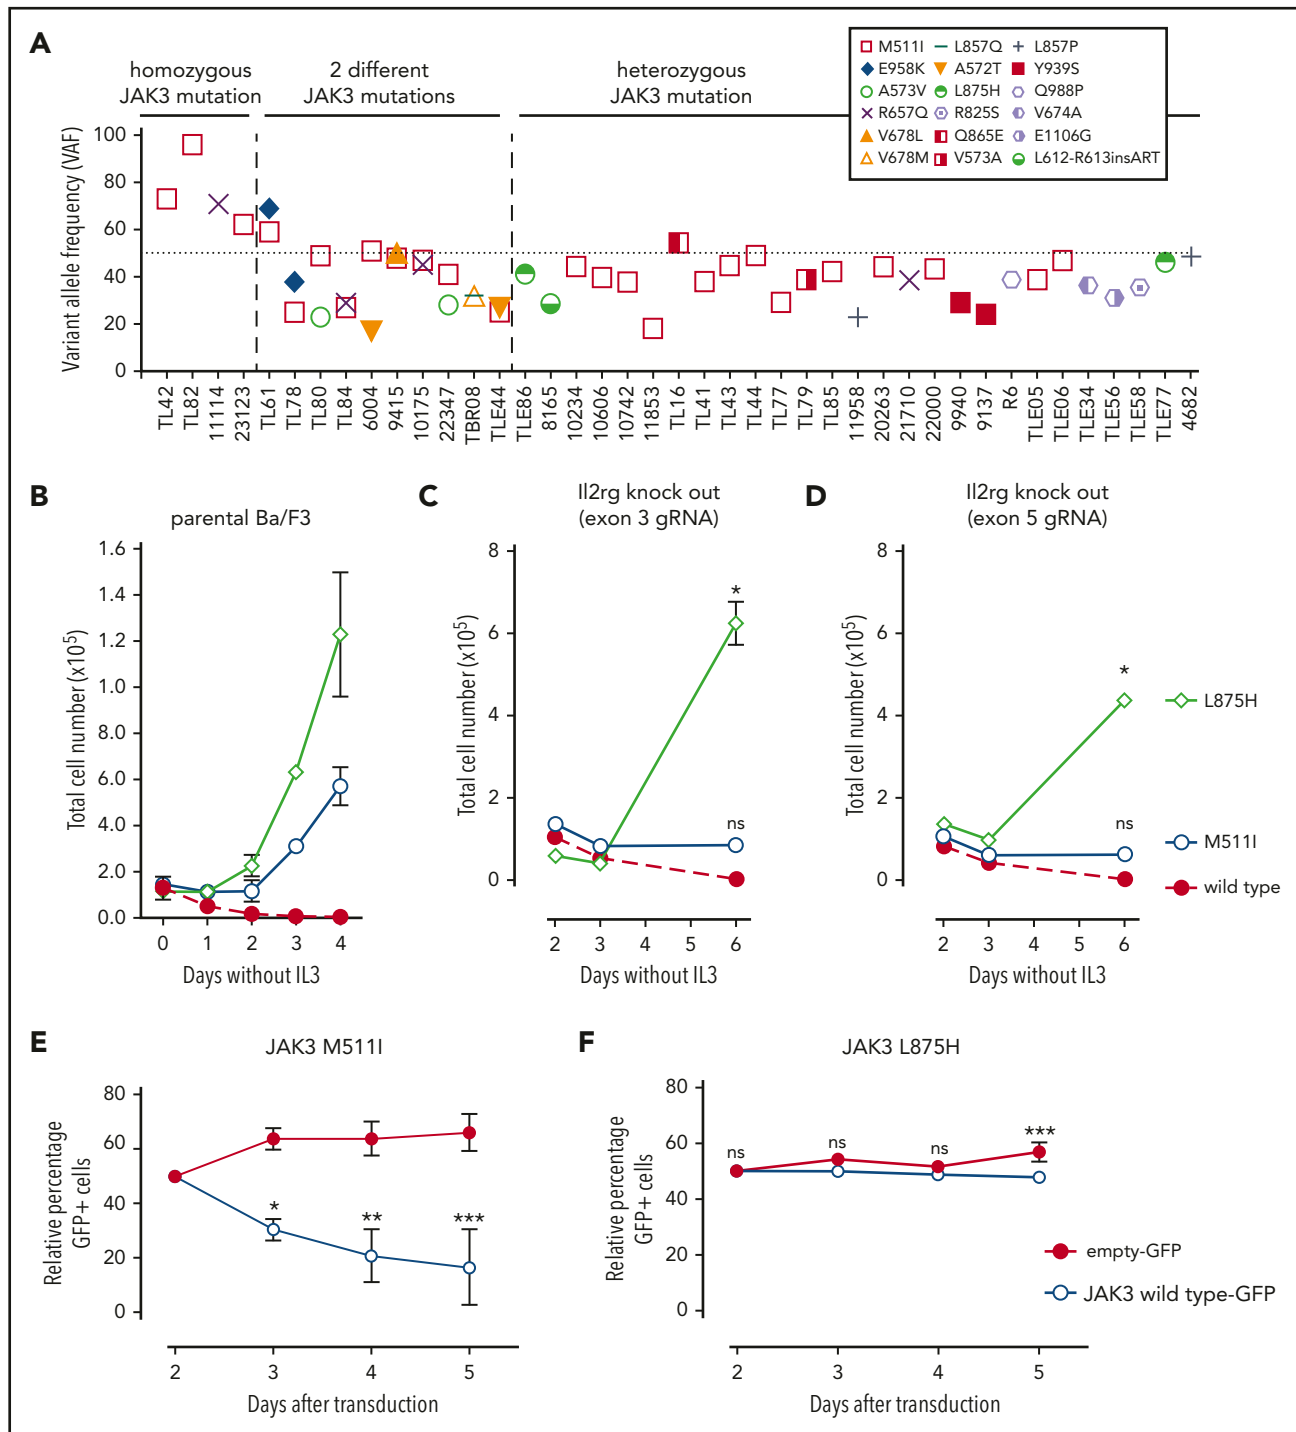 A
homozygous
JAK3 mutation
2 different
JAK3 mutations
heterozygous
JAK3 mutation
M511I
L857Q
L857P
E958K
A572T
Y939S
A573V
L875H
Q988P
R657Q
R825S
V674A
V678L
Q865E
E1106G
V678M
V573A
L612-R613insART
Variant allele frequency (VAF)
100
80
60
40
20
0
TL42
TL82
11114
23123
TL61
TL78
TL80
TL84
6004
9415
10175
22347
TBR08
TLE44
TLE86
8165
10234
10606
10742
11853
TL16
TL41
TL43
TL44
TL77
TL79
TL85
11958
20263
21710
22000
9940
9137
R6
TLE05
TLE06
TLE34
TLE56
TLE58
TLE77
4682
B
parental Ba/F3
Total cell number (x10⁵)
1.6
1.4
1.2
1.0
8.0
6.0
4.0
2.0
0.0
0 1 2 3 4
Days without IL3
C
Il2rg knock out
(exon 3 gRNA)
Total cell number (x10⁵)
8
6
4
2
0
*
ns
2 3 4 5 6
Days without IL3
D
Il2rg knock out
(exon 5 gRNA)
Total cell number (x10⁵)
8
6
4
2
0
*
ns
2 3 4 5 6
Days without IL3
L875H
M511I
wild type
E
JAK3 M511I
Relative percentage
GFP+ cells
80
60
40
20
0
* ** ***
2 3 4 5
Days after transduction
F
JAK3 L875H
Relative percentage
GFP+ cells
80
60
40
20
0
ns ns ns ***
2 3 4 5
Days after transduction
empty-GFP
JAK3 wild type-GFP